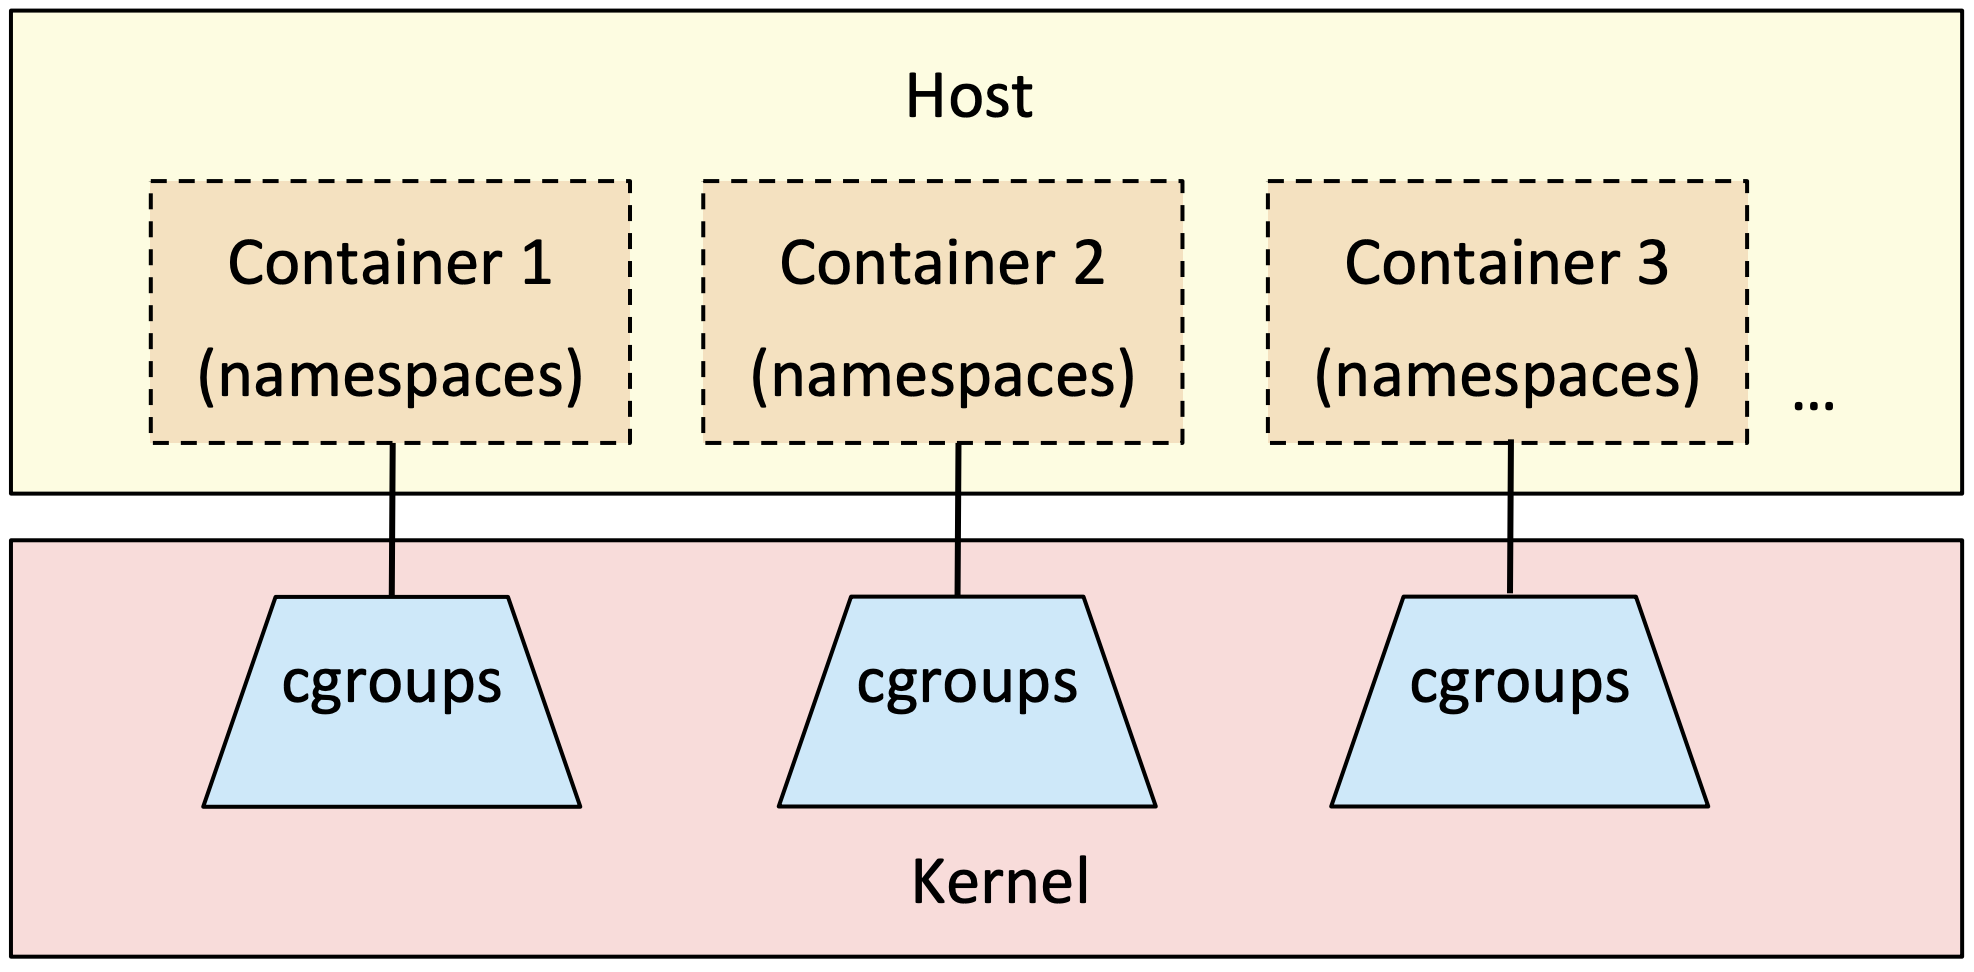 Host
Container 1
(namespaces)
Container 2
(namespaces)
Container 3
(namespaces)
...
cgroups
cgroups
cgroups
Kernel